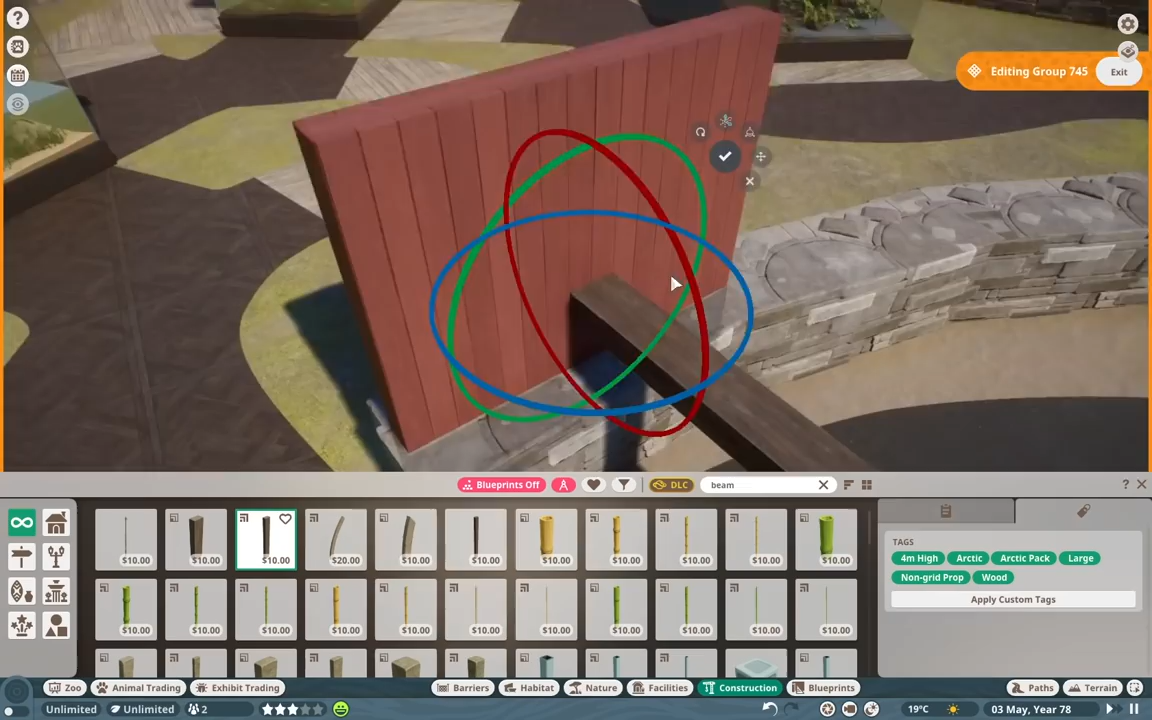 ?
Editing Group 745
Exit
Blueprints Off
DLC
beam
?
$10.00 $10.00 $10.00 $20.00 $10.00 $10.00 $10.00 $10.00 $10.00 $10.00 $10.00
$10.00 $10.00 $10.00 $10.00 $10.00 $10.00 $10.00 $10.00 $10.00 $10.00 $10.00
TAGS
4m High Arctic Arctic Pack Large
Non-grid Prop Wood
Apply Custom Tags
Zoo Animal Trading Exhibit Trading Barriers Habitat Nature Facilities Construction Blueprints Paths Terrain
Unlimited Unlimited 2 19°C 03 May, Year 78